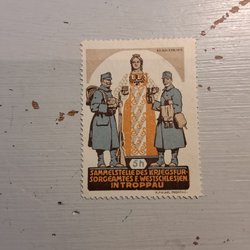 5h
SAMMELSTELLE DES KRIEGSFÜR-
SORGEAMTES F. WESTSCHLESIEN
IN TROPPAU